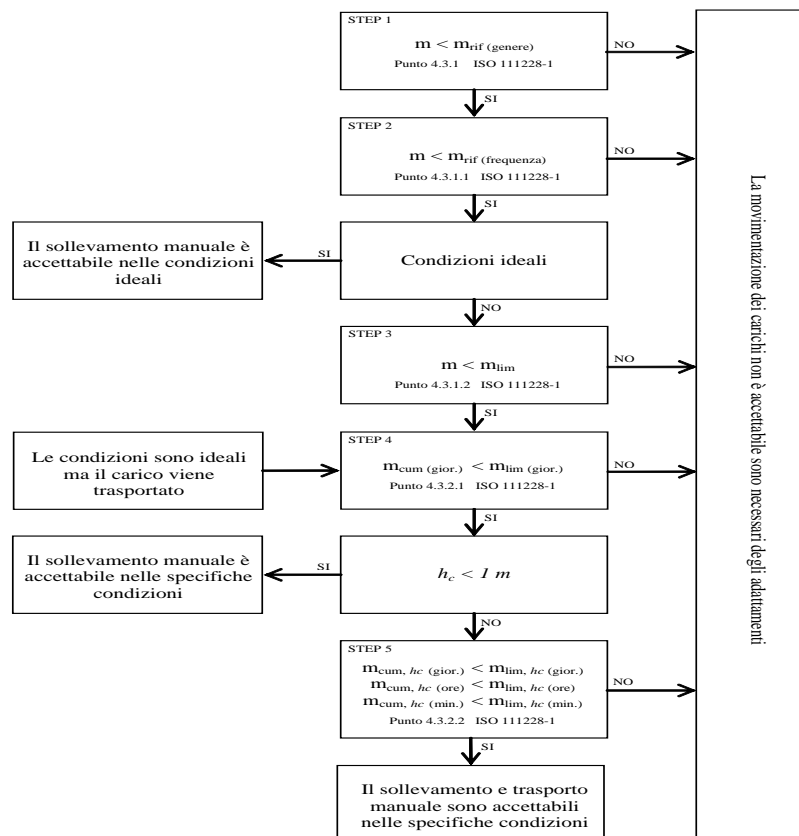 STEP 1
m < mrif (genere)
Punto 4.3.1 ISO 111228-1
NO
SI
STEP 2
m < mrif (frequenza)
Punto 4.3.1.1 ISO 111228-1
NO
SI
Il sollevamento manuale è
accettabile nelle condizioni
ideali
SI
Condizioni ideali
NO
STEP 3
m < mlim
Punto 4.3.1.2 ISO 111228-1
NO
SI
Le condizioni sono ideali
ma il carico viene
trasportato
STEP 4
mcum (gior.) < mlim (gior.)
Punto 4.3.2.1 ISO 111228-1
NO
SI
Il sollevamento manuale è
accettabile nelle specifiche
condizioni
SI
hc < 1 m
NO
STEP 5
mcum, hc (gior.) < mlim, hc (gior.)
mcum, hc (ore) < mlim, hc (ore)
mcum, hc (min.) < mlim, hc (min.)
Punto 4.3.2.2 ISO 111228-1
NO
SI
Il sollevamento e trasporto
manuale sono accettabili
nelle specifiche condizioni
La movimentazione dei carichi non è accettabile sono necessari degli adattamenti